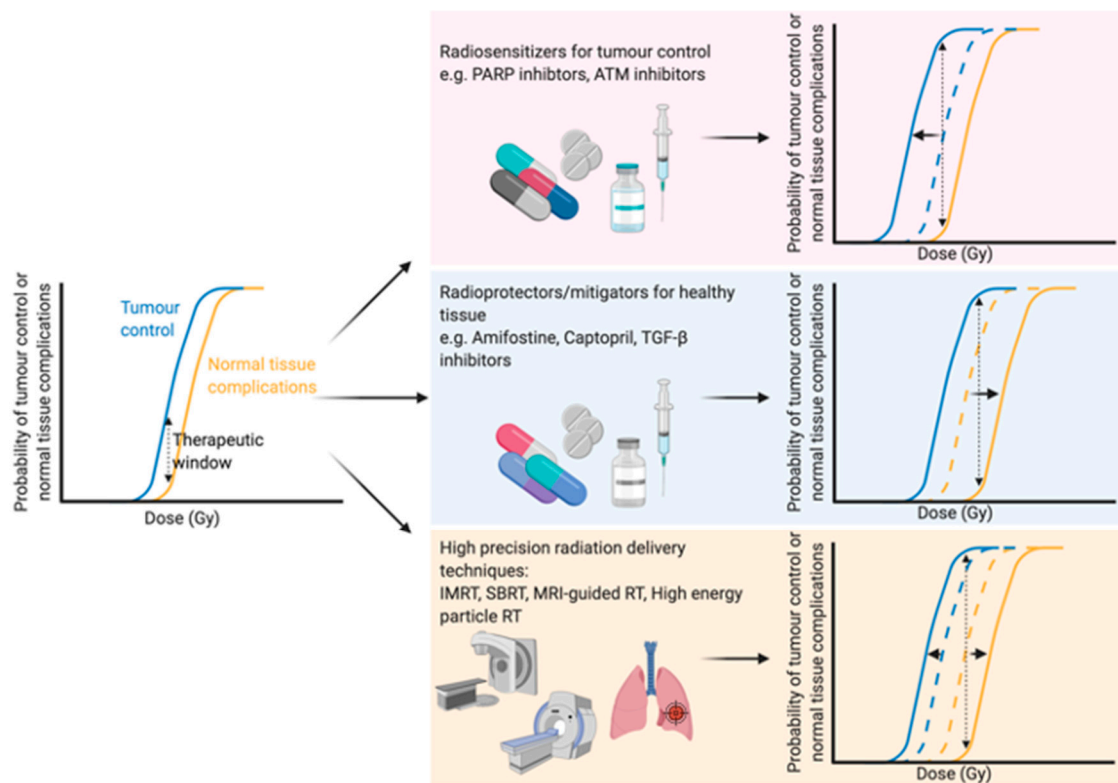 Probability of tumour control or
normal tissue complications
Tumour
control
Normal tissue
complications
Therapeutic
window
Dose (Gy)
Radiosensitizers for tumour control
e.g. PARP inhibtors, ATM inhibitors
Probability of tumour control or
normal tissue complications
Dose (Gy)
Radioprotectors/mitigators for healthy
tissue
e.g. Amifostine, Captopril, TGF-β
inhibitors
Probability of tumour control or
normal tissue complications
Dose (Gy)
High precision radiation delivery
techniques:
IMRT, SBRT, MRI-guided RT, High energy
particle RT
Probability of tumour control or
normal tissue complications
Dose (Gy)